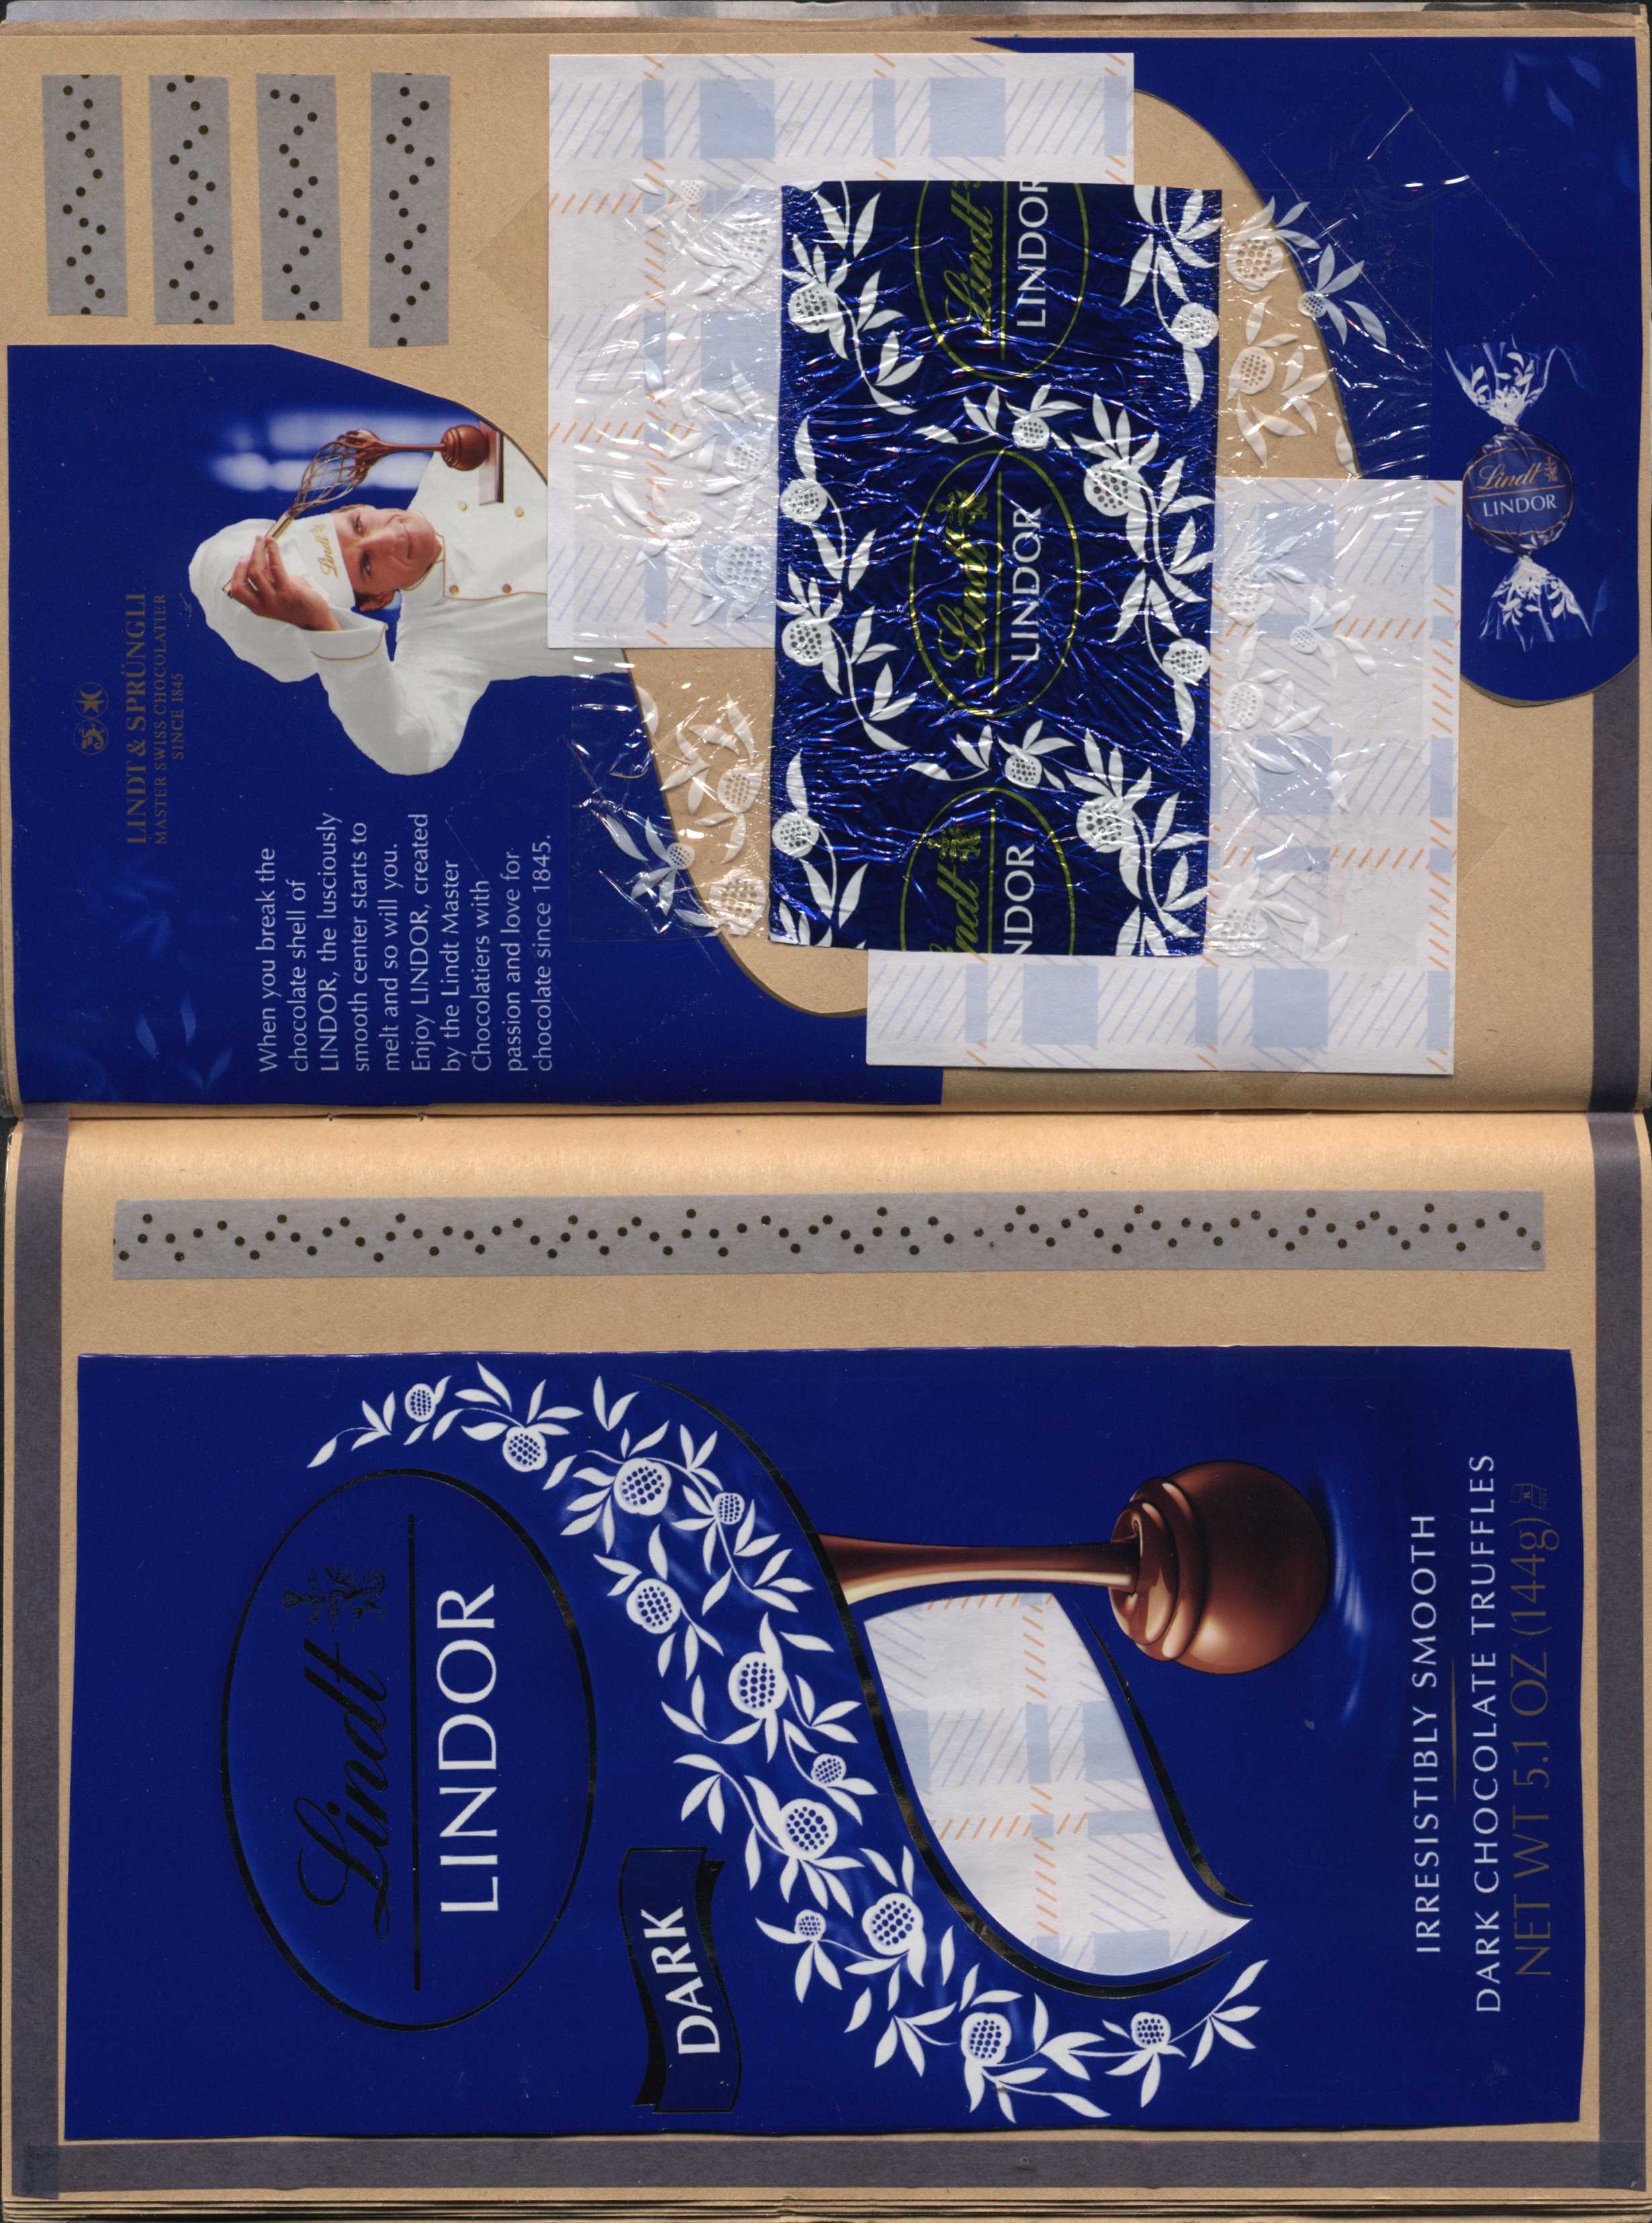 Lindt
LINDOR
DARK
IRRESISTIBLY SMOOTH
DARK CHOCOLATE TRUFFLES
NET WT 5.1 OZ (144g)
LINDT & SPRÜNGLI
MASTER SWISS CHOCOLATIER
SINCE 1845
When you break the
chocolate shell of
LINDOR, the lusciously
smooth center starts to
melt and so will you.
Enjoy LINDOR, created
by the Lindt Master
Chocolatiers with
passion and love for
chocolate since 1845.
Lindt
ndt
NDOR
Lindt
LINDOR
Lindt
LINDOR
Lindt
LINDOR